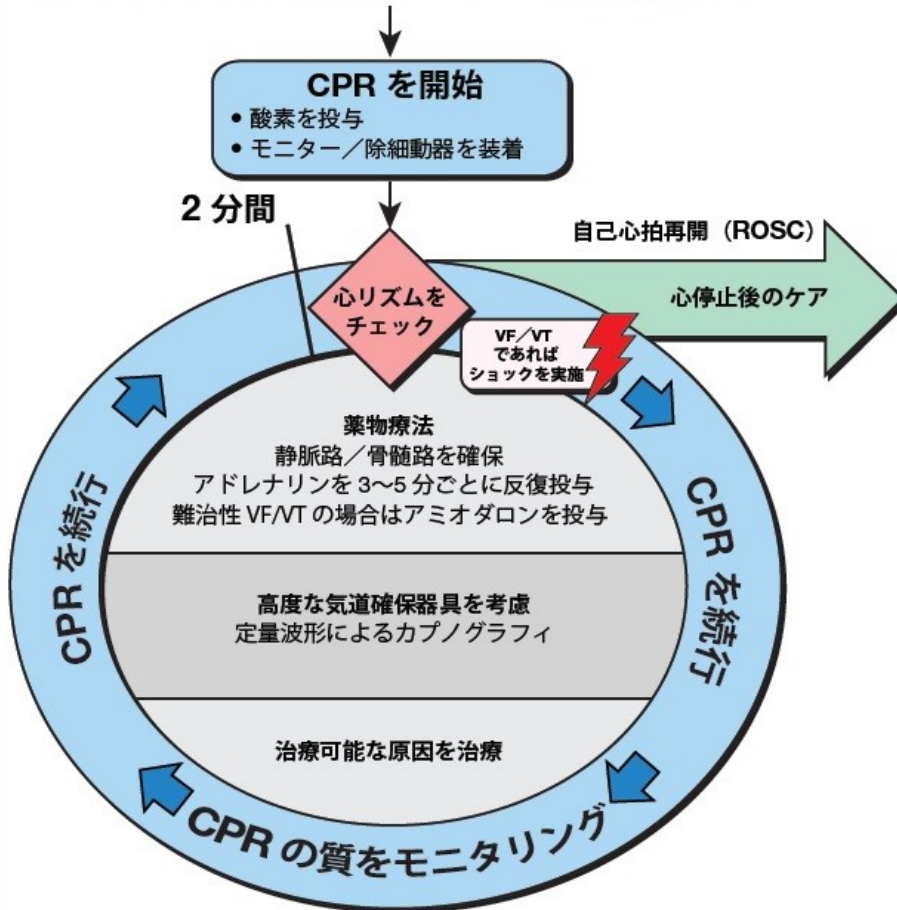 CPR を開始
• 酸素を投与
• モニター／除細動器を装着
2 分間
自己心拍再開（ROSC）
心リズムを
チェック
心停止後のケア
VF／VT
であれば
ショックを実施
薬物療法
静脈路／骨髄路を確保
アドレナリンを 3〜5 分ごとに反復投与
難治性 VF/VT の場合はアミオダロンを投与
CPR を続行
CPR を続行
高度な気道確保器具を考慮
定量波形によるカプノグラフィ
治療可能な原因を治療
CPR の質をモニタリング